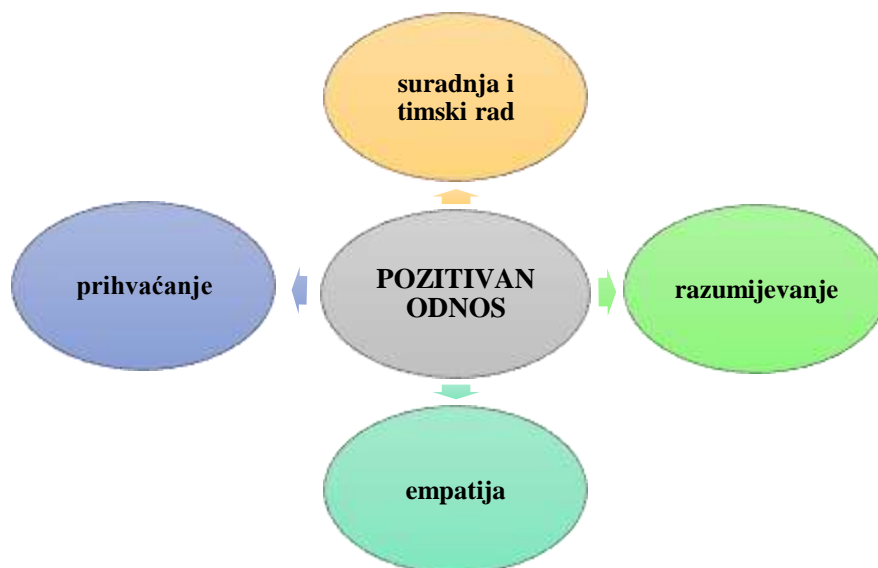 suradnja i
timski rad
prihvaćanje
POZITIVAN
ODNOS
razumijevanje
empatija